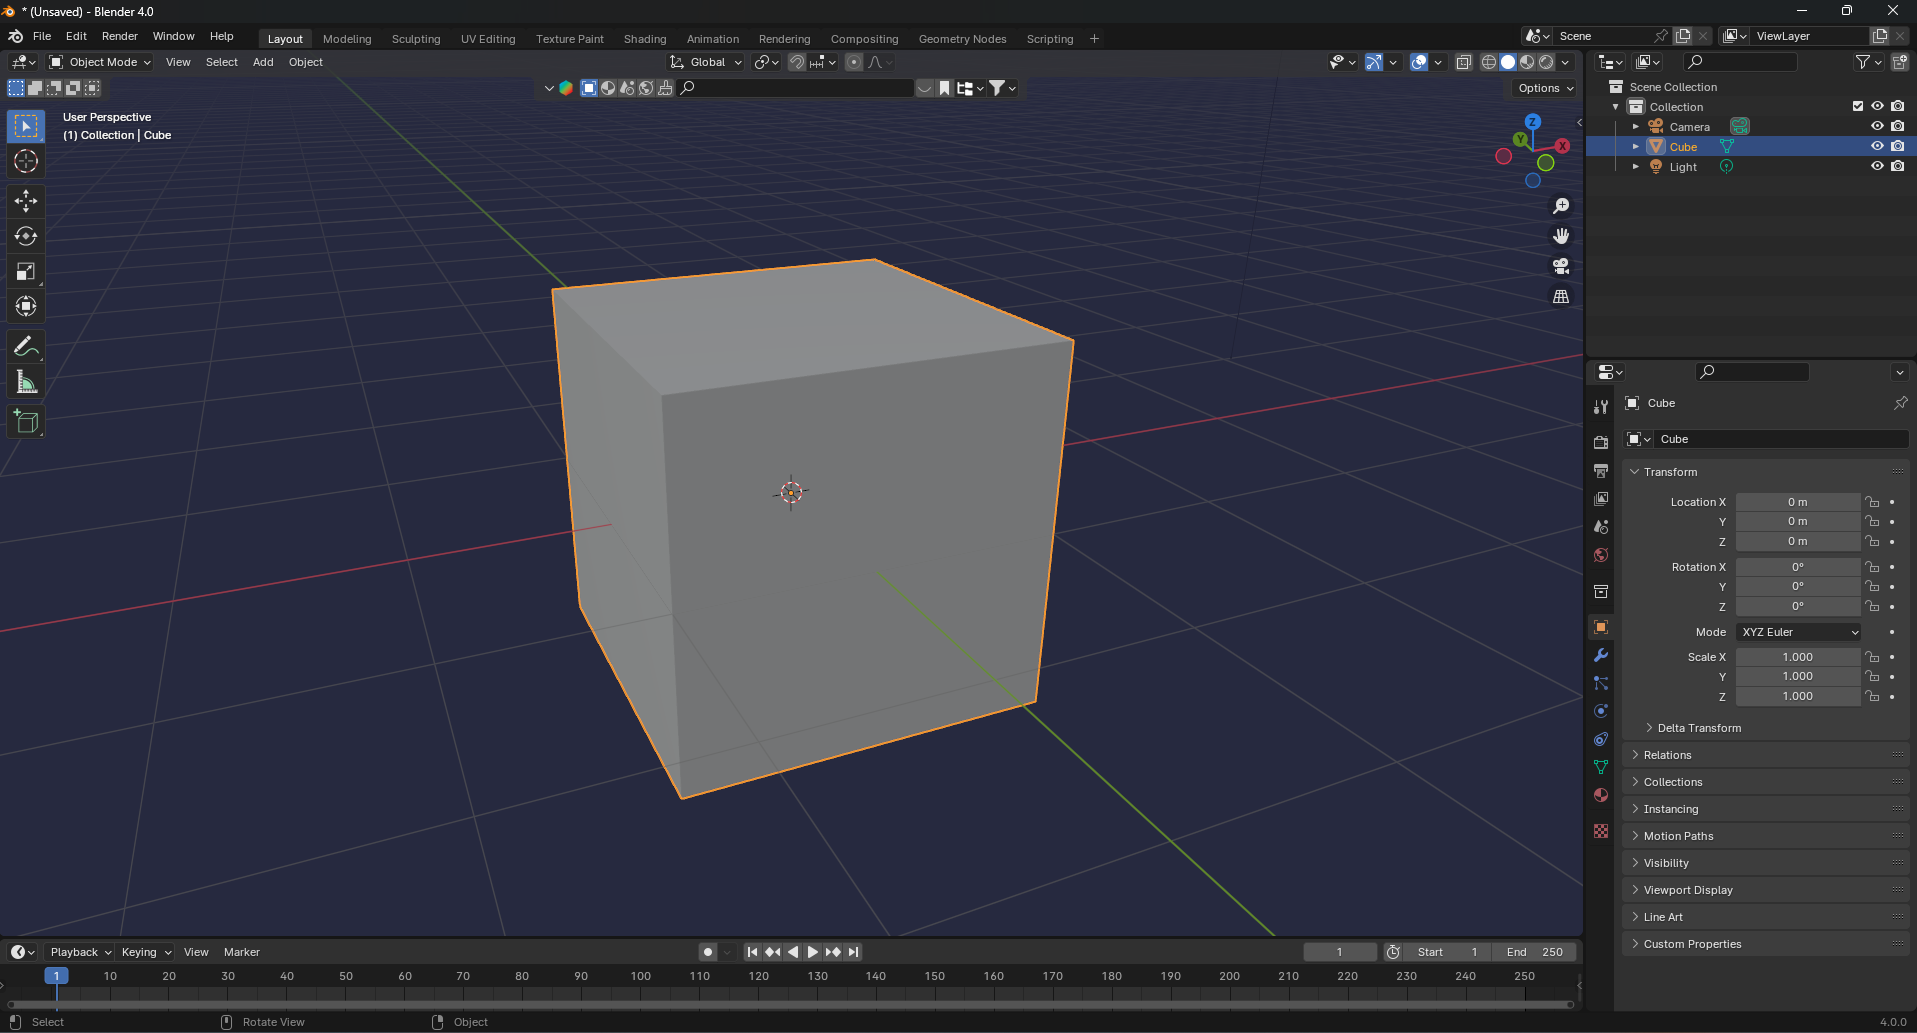 * (Unsaved) - Blender 4.0
File Edit Render Window Help
Layout Modeling Sculpting UV Editing Texture Paint Shading Animation Rendering Compositing Geometry Nodes Scripting +
Scene
ViewLayer
Object Mode View Select Add Object
Global
Options
User Perspective
(1) Collection | Cube
Z
Y
X
Scene Collection
Collection
Camera
Cube
Light
Cube
Cube
Transform
Location X 0 m
Y 0 m
Z 0 m
Rotation X 0°
Y 0°
Z 0°
Mode XYZ Euler
Scale X 1.000
Y 1.000
Z 1.000
Delta Transform
Relations
Collections
Instancing
Motion Paths
Visibility
Viewport Display
Line Art
Custom Properties
Playback Keying View Marker
1
Start 1
End 250
1 10 20 30 40 50 60 70 80 90 100 110 120 130 140 150 160 170 180 190 200 210 220 230 240 250
Select
Rotate View
Object
4.0.0